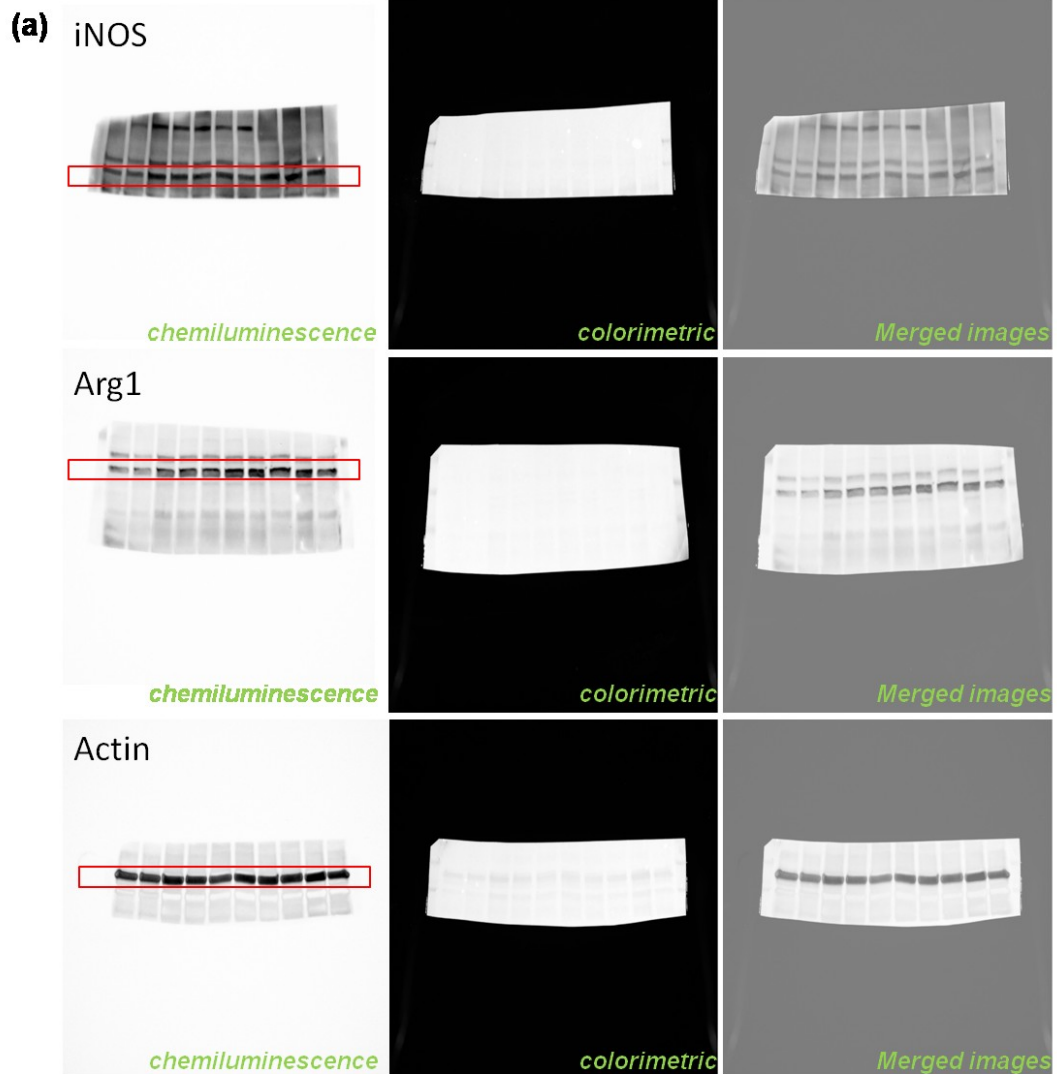 (a)
iNOS
chemiluminescence
colorimetric
Merged images
Arg1
chemiluminescence
colorimetric
Merged images
Actin
chemiluminescence
colorimetric
Merged images